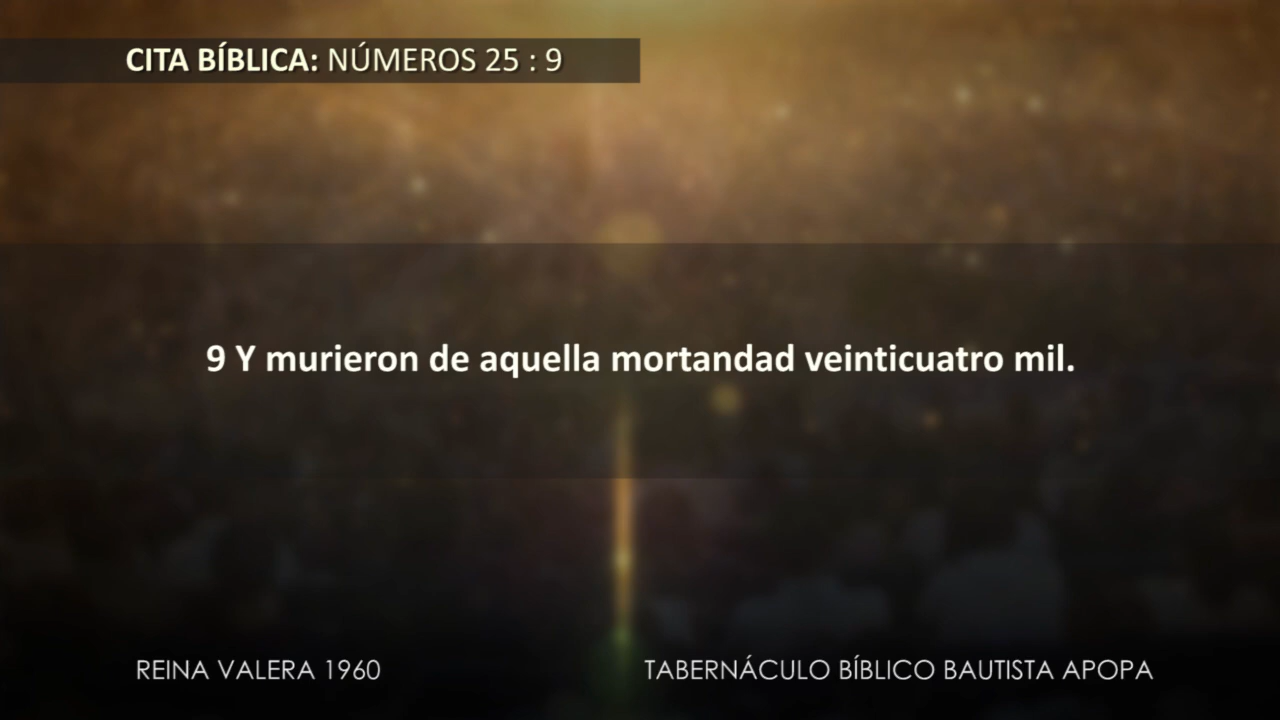 CITA BÍBLICA: NÚMEROS 25 : 9
9 Y murieron de aquella mortandad veinticuatro mil.
REINA VALERA 1960
TABERNÁCULO BÍBLICO BAUTISTA APOPA